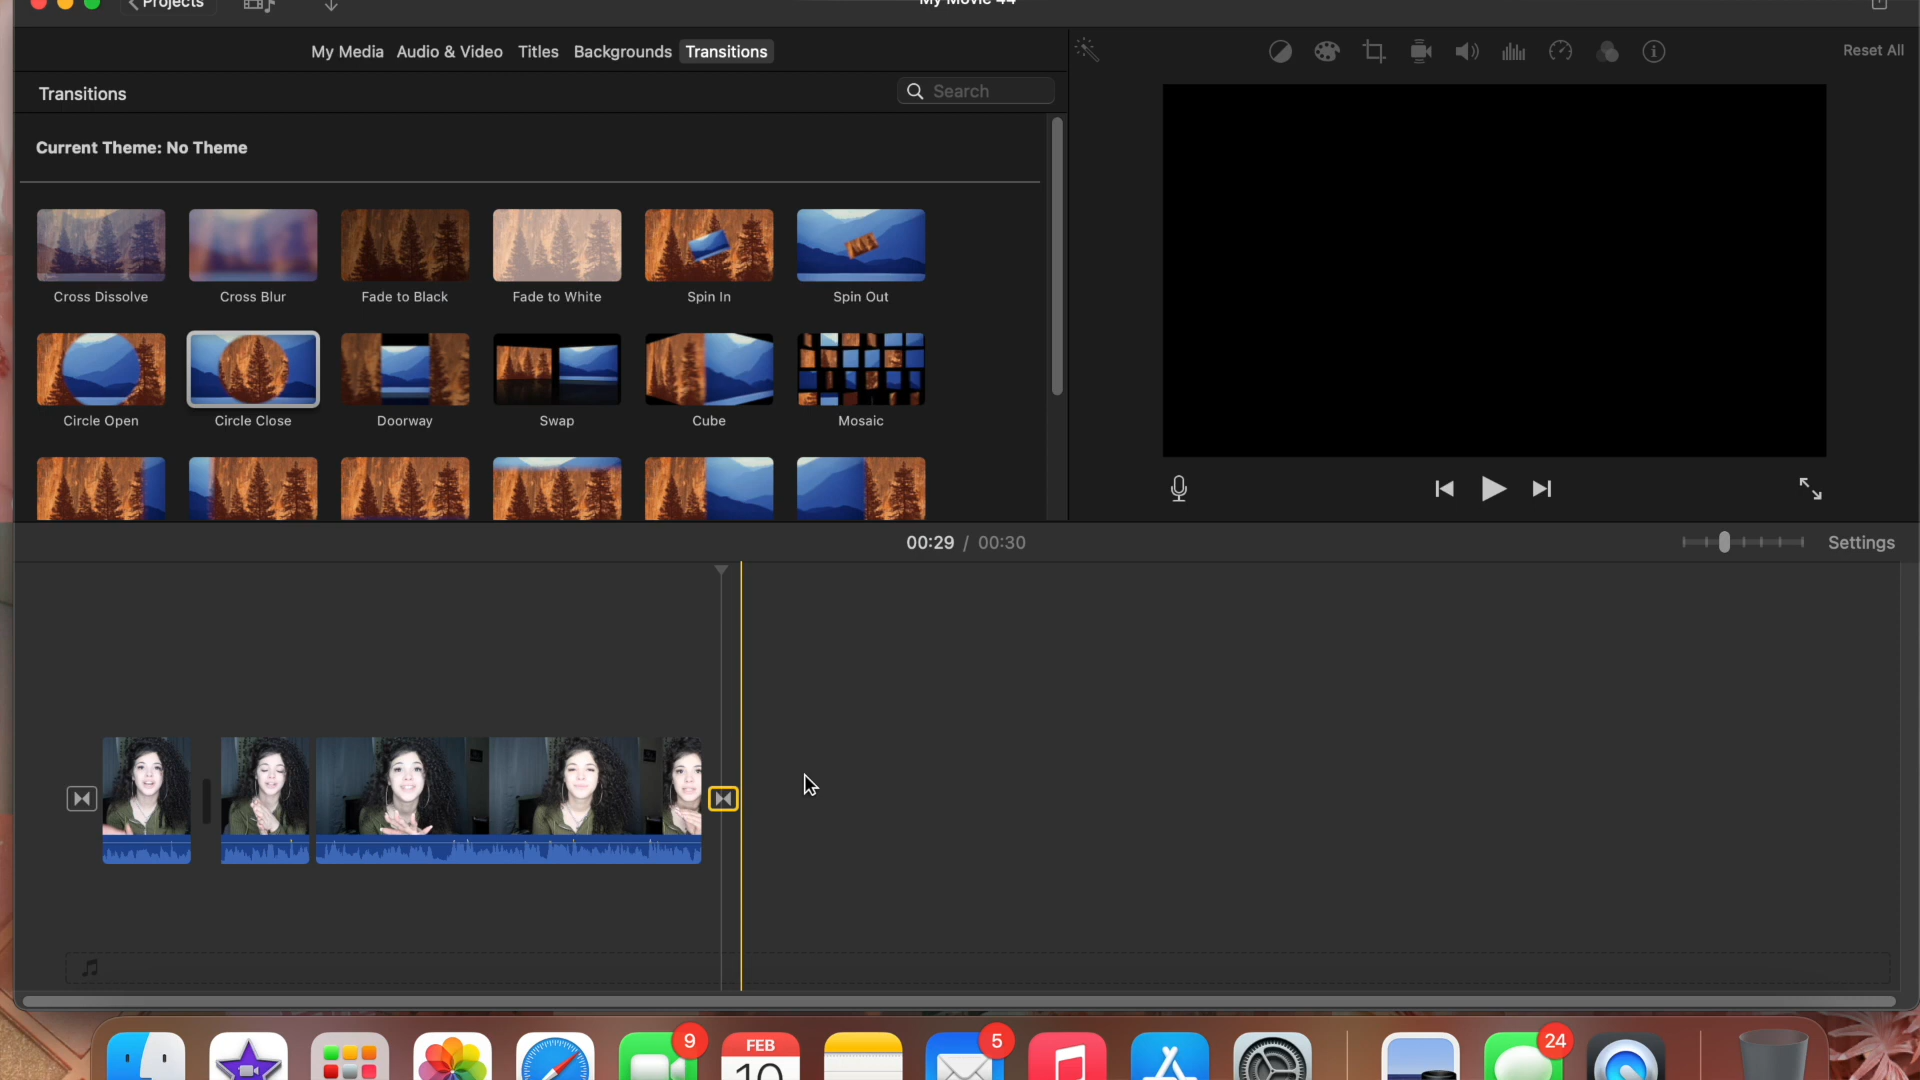 Projects
My Movie 44
My Media Audio & Video Titles Backgrounds Transitions
Reset All
Transitions
Search
Current Theme: No Theme
Cross Dissolve
Cross Blur
Fade to Black
Fade to White
Spin In
Spin Out
Circle Open
Circle Close
Doorway
Swap
Cube
Mosaic
00:29 / 00:30
Settings
9
FEB
10
5
24